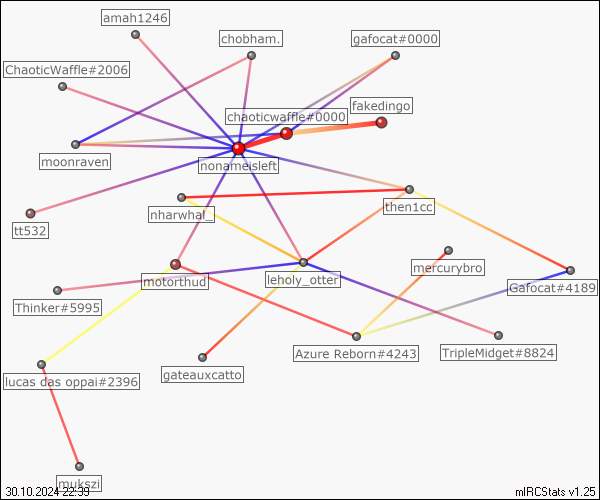 amah1246
chobham.
gafocat#0000
ChaoticWaffle#2006
fakedingo
chaoticwaffle#0000
moonraven
nonameisleft
then1cc
nharwhal_
tt532
mercurybro
leholy_otter
motorthud
Gafocat#4189
Thinker#5995
Azure Reborn#4243
TripleMidget#8824
gateauxcatto
lucas das oppai#2396
mukszi
30.10.2024 22:39
mIRCStats v1.25